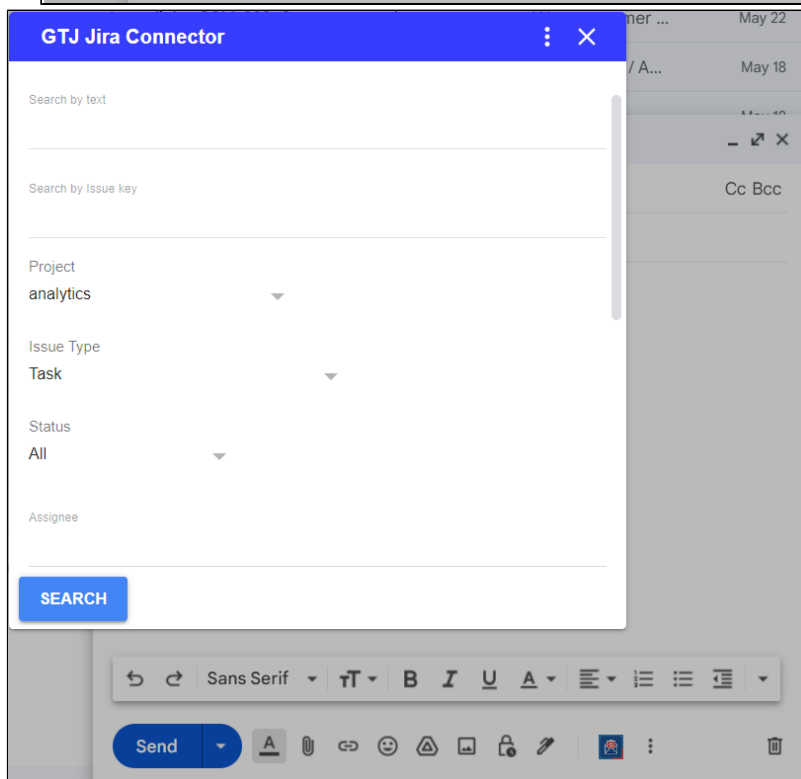 GTJ Jira Connector
mer ...
May 22
/ A...
May 18
Search by text
Search by Issue key
Cc Bcc
Project
analytics
Issue Type
Task
Status
All
Assignee
SEARCH
Sans Serif
B I U A
Send
A